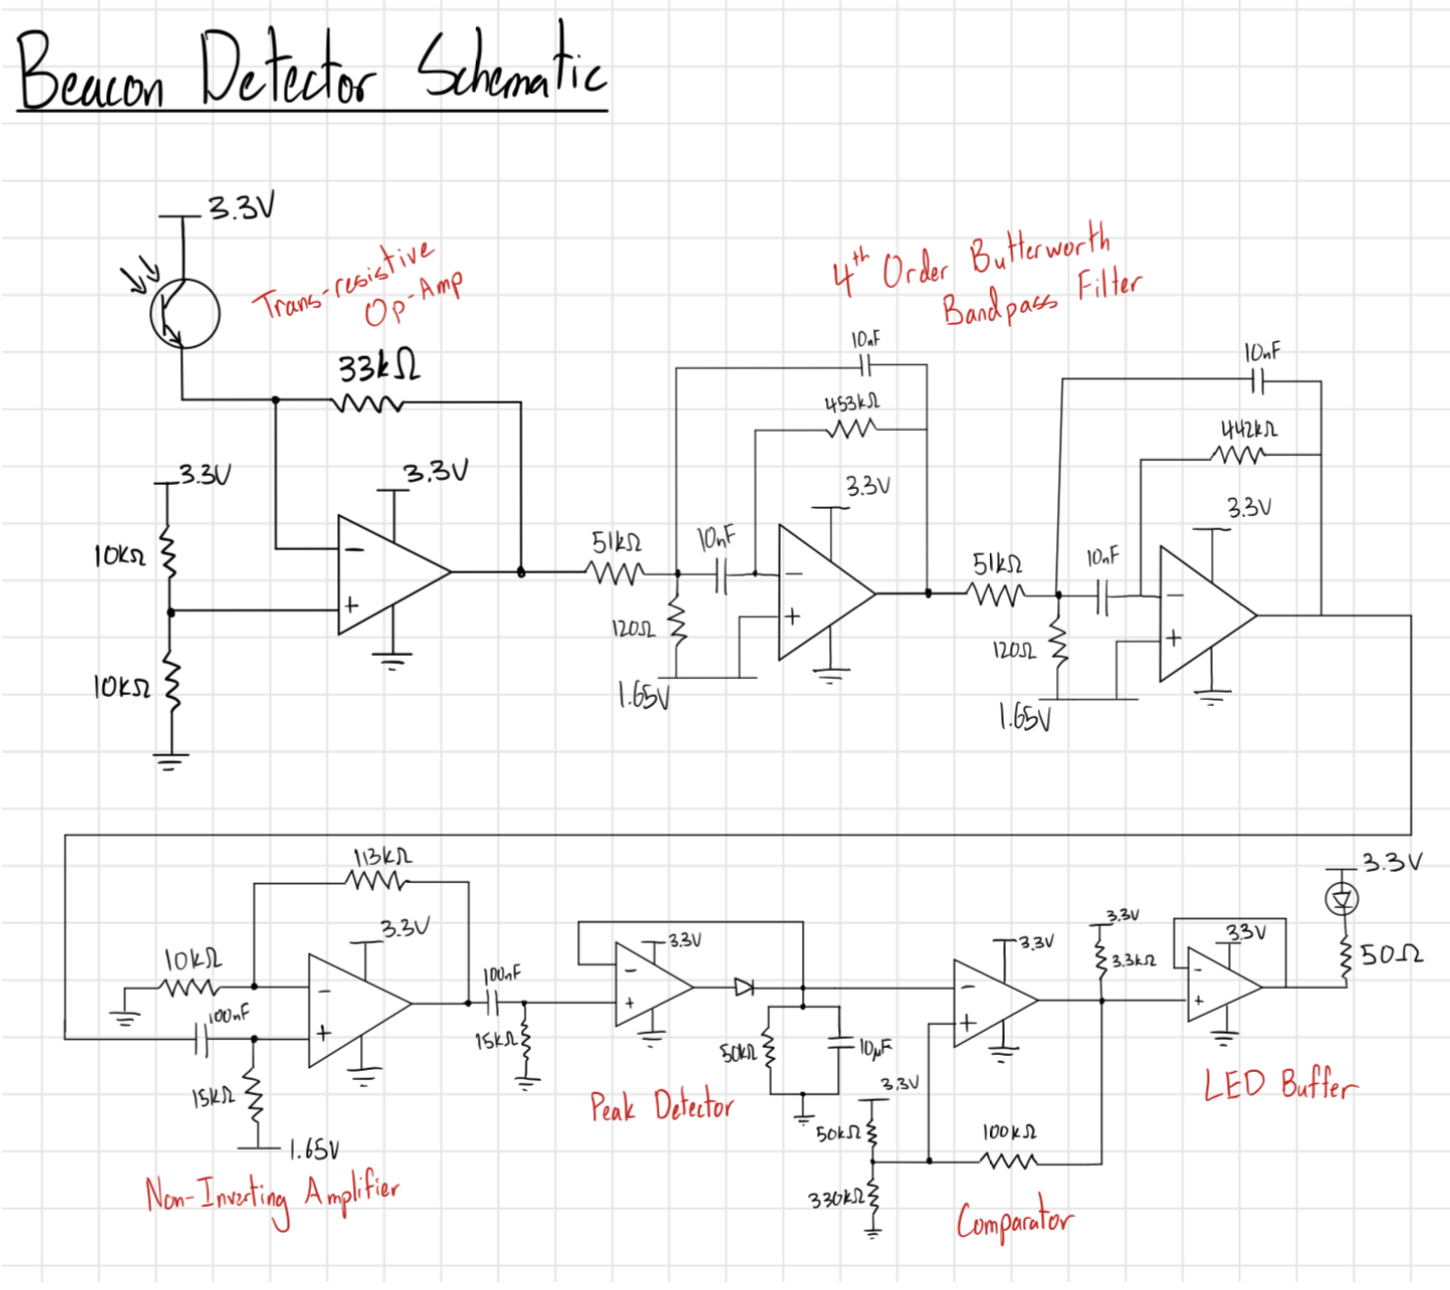 Beacon Detector Schematic
3.3V
Trans-resistive
Op-Amp
33kΩ
3.3V
3.3V
10kΩ
+
10kΩ
4th Order Butterworth
Bandpass Filter
10nF
453kΩ
3.3V
51kΩ
10nF
120Ω
+
1.65V
10nF
442kΩ
3.3V
51kΩ
10nF
120Ω
+
1.65V
113kΩ
3.3V
10kΩ
100nF
+
15kΩ
1.65V
Non-Inverting Amplifier
100nF
15kΩ
3.3V
+
50kΩ
10μF
Peak Detector
3.3V
+
3.3V
3.3kΩ
3.3V
50kΩ
330kΩ
100kΩ
Comparator
3.3V
+
3.3V
50Ω
LED Buffer